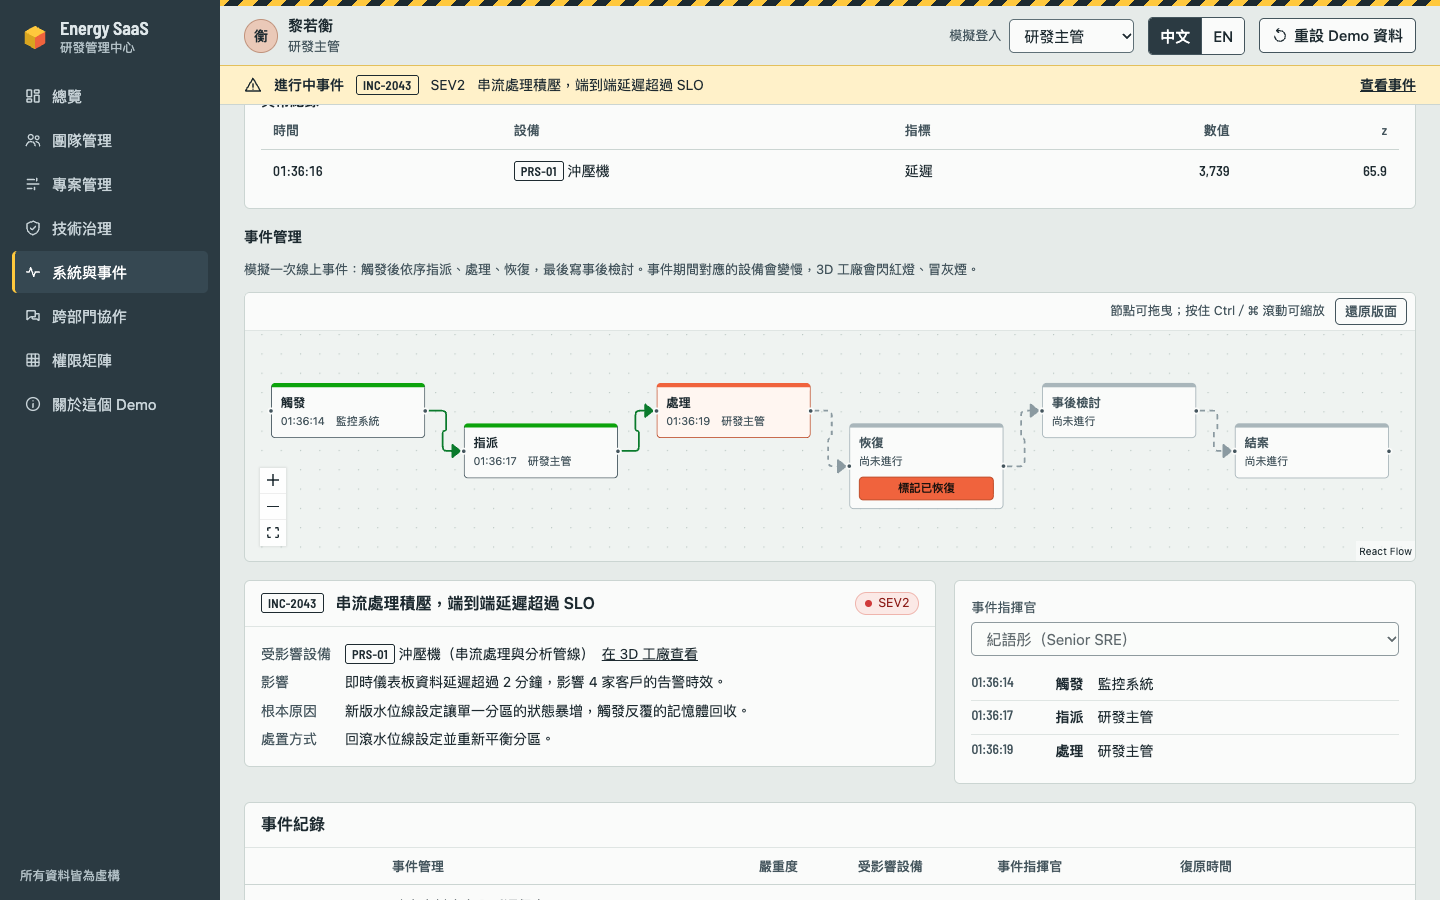 Energy SaaS
研發管理中心
總覽
團隊管理
專案管理
技術治理
系統與事件
跨部門協作
權限矩陣
關於這個 Demo
所有資料皆為虛構
衡
黎若衡
研發主管
模擬登入
研發主管
中文
EN
重設 Demo 資料
進行中事件 INC-2043 SEV2 串流處理積壓，端到端延遲超過 SLO
查看事件
時間 設備 指標 數值 z
01:36:16 PRS-01 沖壓機 延遲 3,739 65.9
事件管理
模擬一次線上事件：觸發後依序指派、處理、恢復，最後寫事後檢討。事件期間對應的設備會變慢，3D 工廠會閃紅燈、冒灰煙。
節點可拖曳；按住 Ctrl / ⌘ 滾動可縮放
還原版面
觸發
01:36:14 監控系統
指派
01:36:17 研發主管
處理
01:36:19 研發主管
恢復
尚未進行
標記已恢復
事後檢討
尚未進行
結案
尚未進行
React Flow
INC-2043 串流處理積壓，端到端延遲超過 SLO
SEV2
受影響設備 PRS-01 沖壓機（串流處理與分析管線） 在 3D 工廠查看
影響 即時儀表板資料延遲超過 2 分鐘，影響 4 家客戶的告警時效。
根本原因 新版水位線設定讓單一分區的狀態暴增，觸發反覆的記憶體回收。
處置方式 回滾水位線設定並重新平衡分區。
事件指揮官
紀語彤（Senior SRE）
01:36:14 觸發 監控系統
01:36:17 指派 研發主管
01:36:19 處理 研發主管
事件紀錄
事件管理 嚴重度 受影響設備 事件指揮官 復原時間